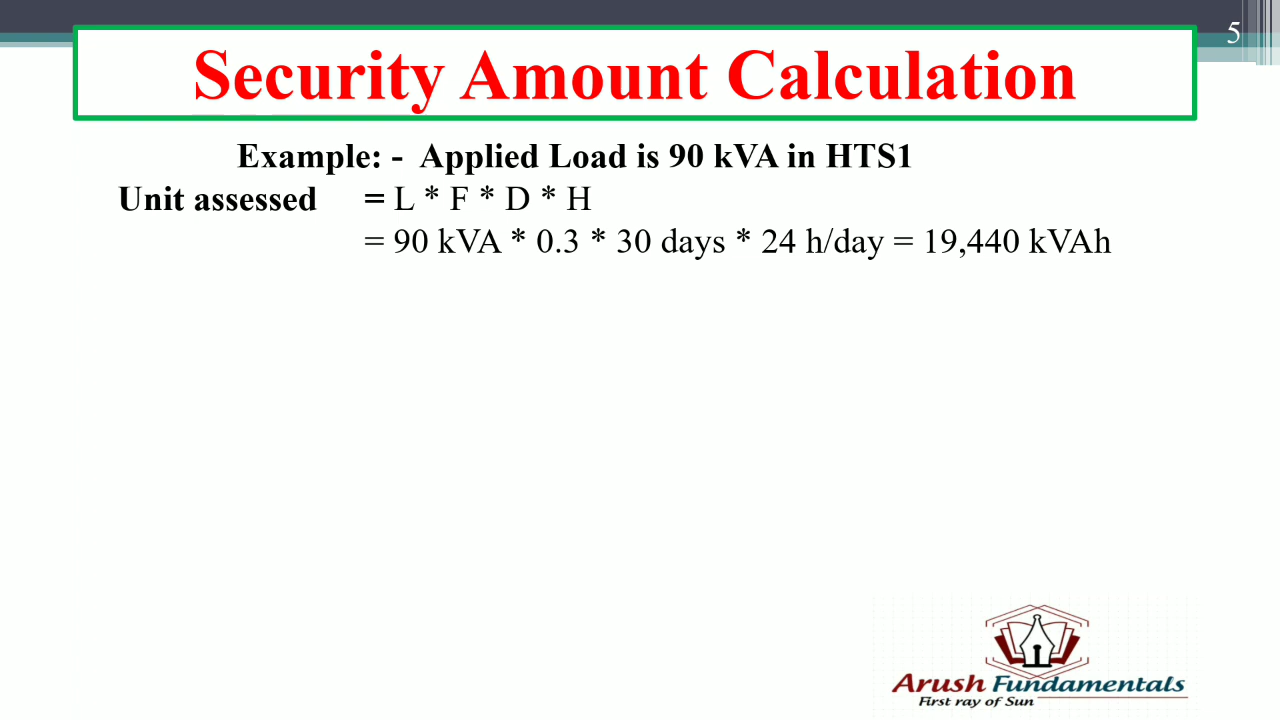 5
Security Amount Calculation
Example: - Applied Load is 90 kVA in HTS1
Unit assessed = L * F * D * H
= 90 kVA * 0.3 * 30 days * 24 h/day = 19,440 kVAh
Arush Fundamentals
First ray of Sun